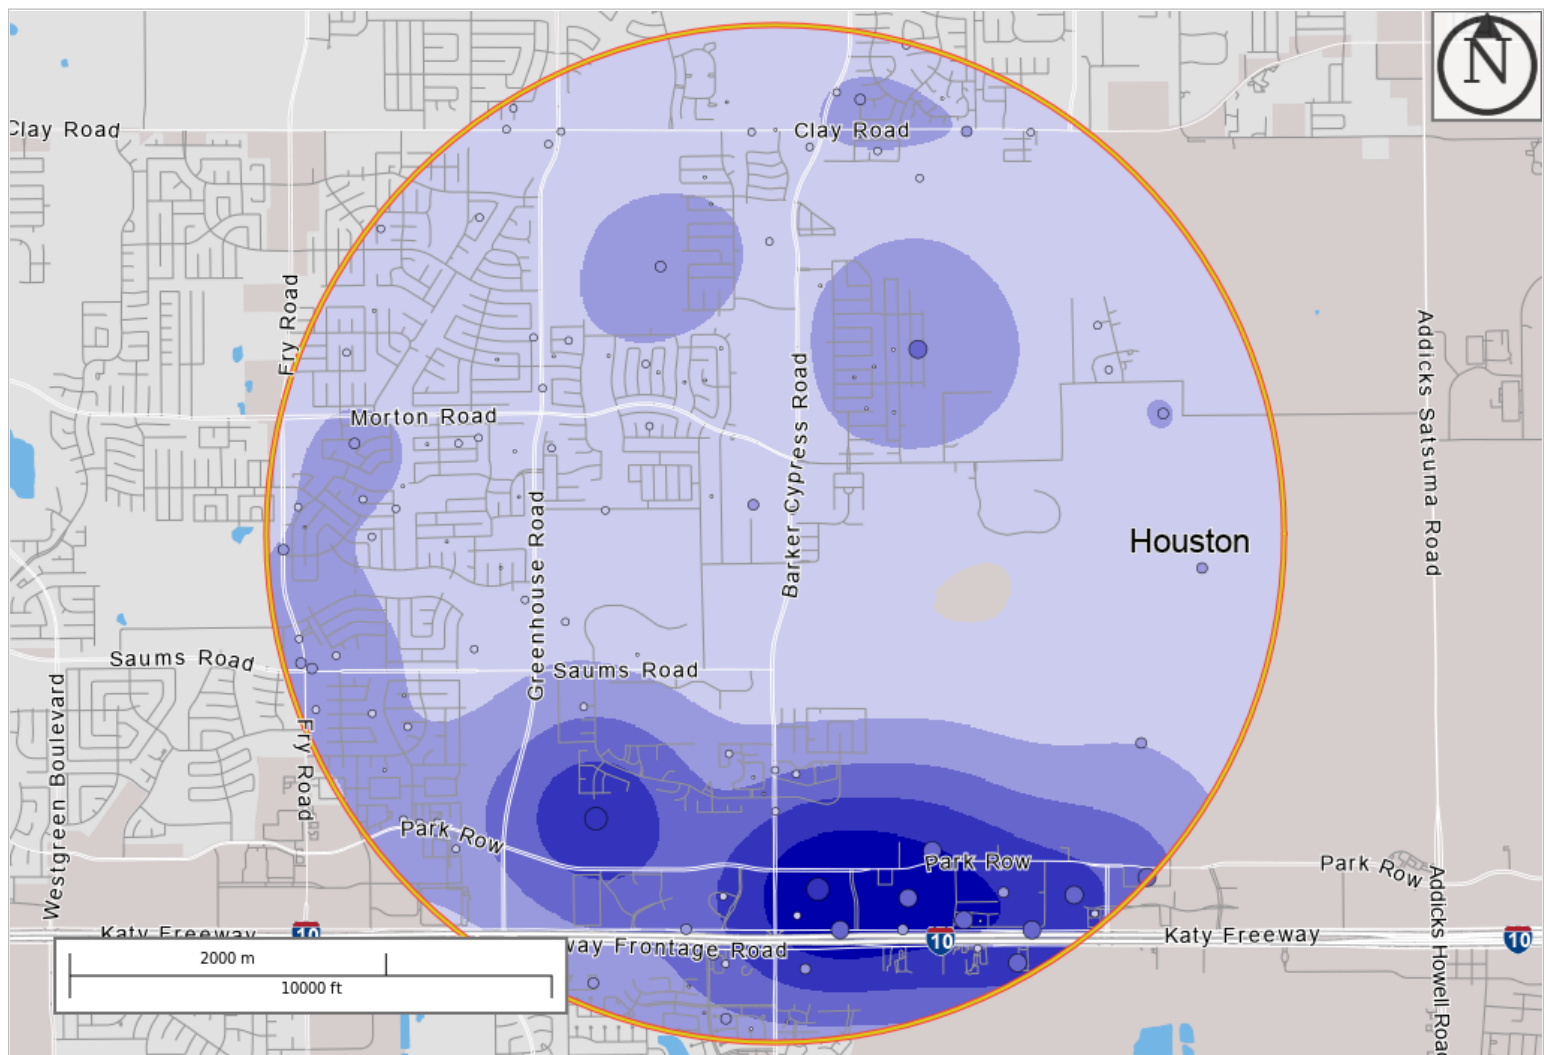 N
Clay Road
Clay Road
Fry Road
Morton Road
Barker Cypress Road
Addicks Satsuma Road
Greenhouse Road
Houston
Saums Road
Saums Road
Westgreen Boulevard
Fry Road
Park Row
Park Row
Park Row
Addicks Howell Road
Katy Freeway
10
way Frontage Road
10
Katy Freeway
10
2000 m
10000 ft